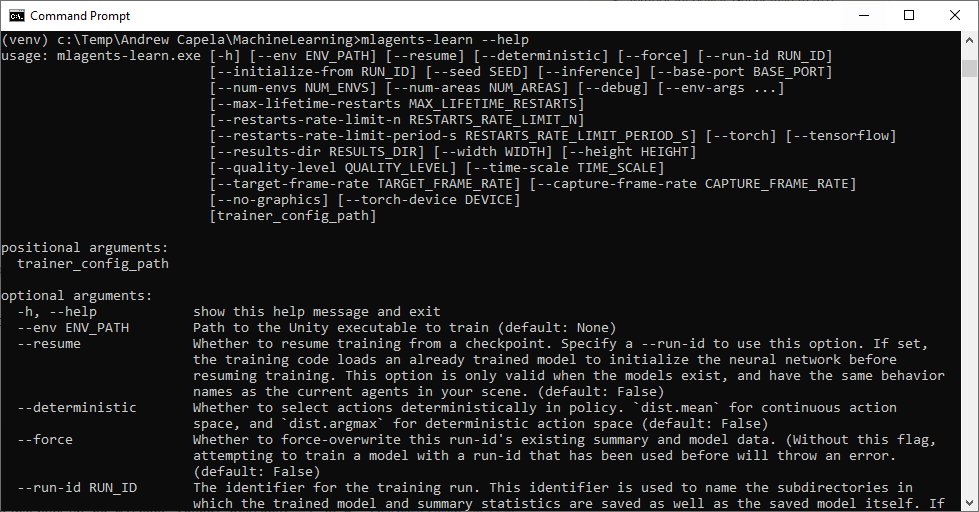 Command Prompt
(venv) c:\Temp\Andrew Capela\MachineLearning>mlagents-learn --help
usage: mlagents-learn.exe [-h] [--env ENV_PATH] [--resume] [--deterministic] [--force] [--run-id RUN_ID]
[--initialize-from RUN_ID] [--seed SEED] [--inference] [--base-port BASE_PORT]
[--num-envs NUM_ENVS] [--num-areas NUM_AREAS] [--debug] [--env-args ...]
[--max-lifetime-restarts MAX_LIFETIME_RESTARTS]
[--restarts-rate-limit-n RESTARTS_RATE_LIMIT_N]
[--restarts-rate-limit-period-s RESTARTS_RATE_LIMIT_PERIOD_S] [--torch] [--tensorflow]
[--results-dir RESULTS_DIR] [--width WIDTH] [--height HEIGHT]
[--quality-level QUALITY_LEVEL] [--time-scale TIME_SCALE]
[--target-frame-rate TARGET_FRAME_RATE] [--capture-frame-rate CAPTURE_FRAME_RATE]
[--no-graphics] [--torch-device DEVICE]
[trainer_config_path]
positional arguments:
trainer_config_path
optional arguments:
-h, --help show this help message and exit
--env ENV_PATH Path to the Unity executable to train (default: None)
--resume Whether to resume training from a checkpoint. Specify a --run-id to use this option. If set,
the training code loads an already trained model to initialize the neural network before
resuming training. This option is only valid when the models exist, and have the same behavior
names as the current agents in your scene. (default: False)
--deterministic Whether to select actions deterministically in policy. `dist.mean` for continuous action
space, and `dist.argmax` for deterministic action space (default: False)
--force Whether to force-overwrite this run-id's existing summary and model data. (Without this flag,
attempting to train a model with a run-id that has been used before will throw an error.
(default: False)
--run-id RUN_ID The identifier for the training run. This identifier is used to name the subdirectories in
which the trained model and summary statistics are saved as well as the saved model itself. If